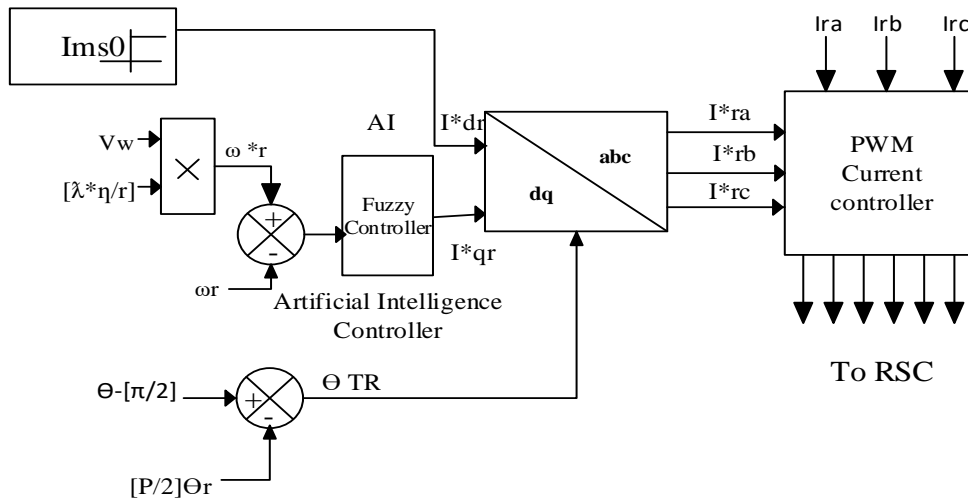 Ims0
Ira
Irb
Irc
AI
I*dr
Vw
ω *r
[λ*η/r]
×
+
-
ωr
Fuzzy
Controller
I*qr
Artificial Intelligence
Controller
abc
dq
I*ra
I*rb
I*rc
PWM
Current
controller
To RSC
Ө-[π/2]
+
-
Ө TR
[P/2]Өr